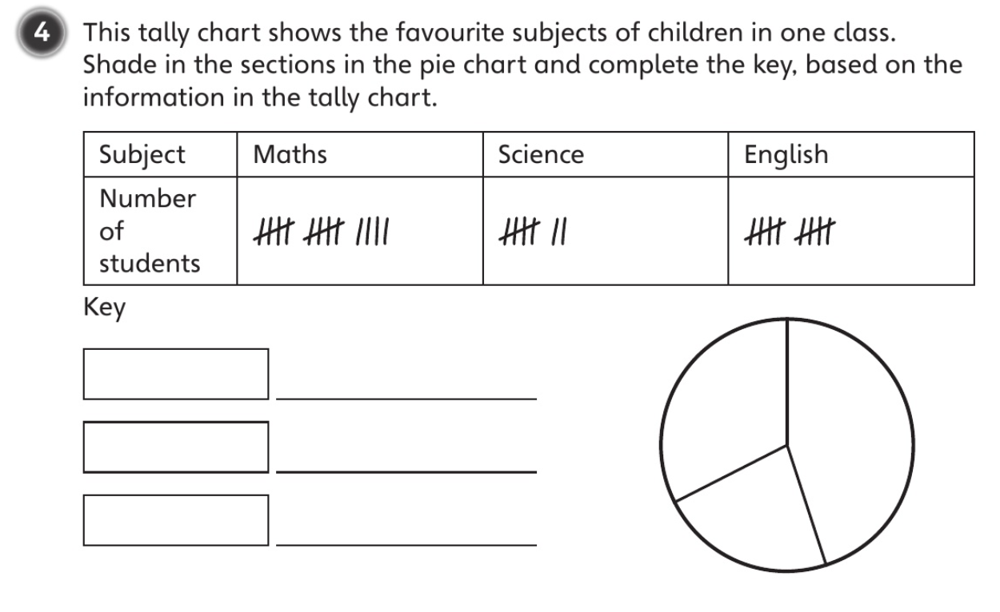 4 This tally chart shows the favourite subjects of children in one class.
Shade in the sections in the pie chart and complete the key, based on the
information in the tally chart.
Subject Maths Science English
Number
of
students
Key